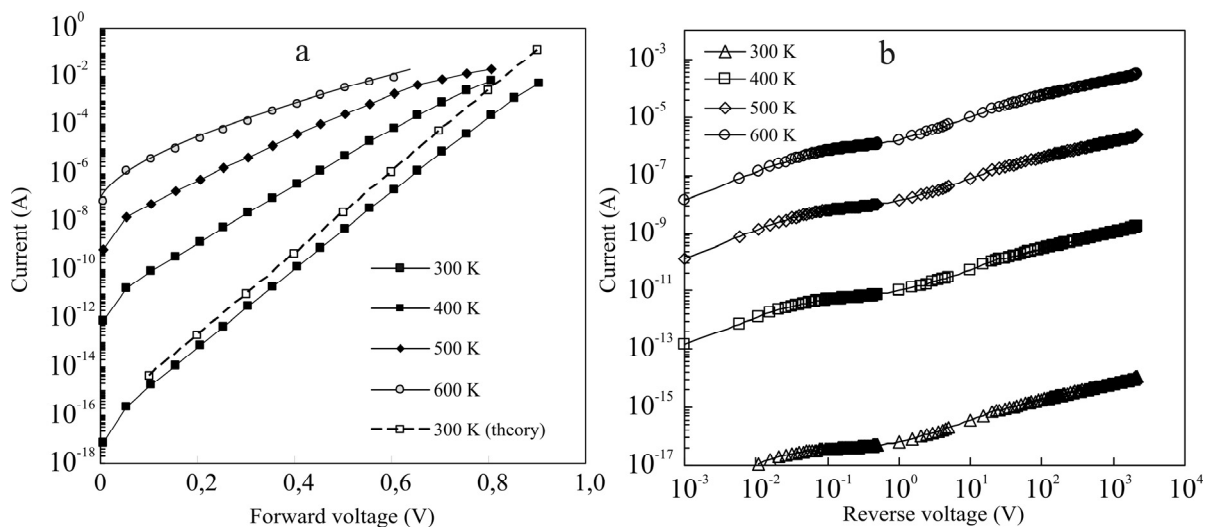 a
10^0
10^-2
10^-4
10^-6
10^-8
10^-10
10^-12
10^-14
10^-16
10^-18
Current (A)
0
0,2
0,4
0,6
0,8
1,0
Forward voltage (V)
300 K
400 K
500 K
600 K
300 K (thcory)
b
10^-3
10^-5
10^-7
10^-9
10^-11
10^-13
10^-15
10^-17
Current (A)
10^-3
10^-2
10^-1
10^0
10^1
10^2
10^3
10^4
Reverse voltage (V)
300 K
400 K
500 K
600 K